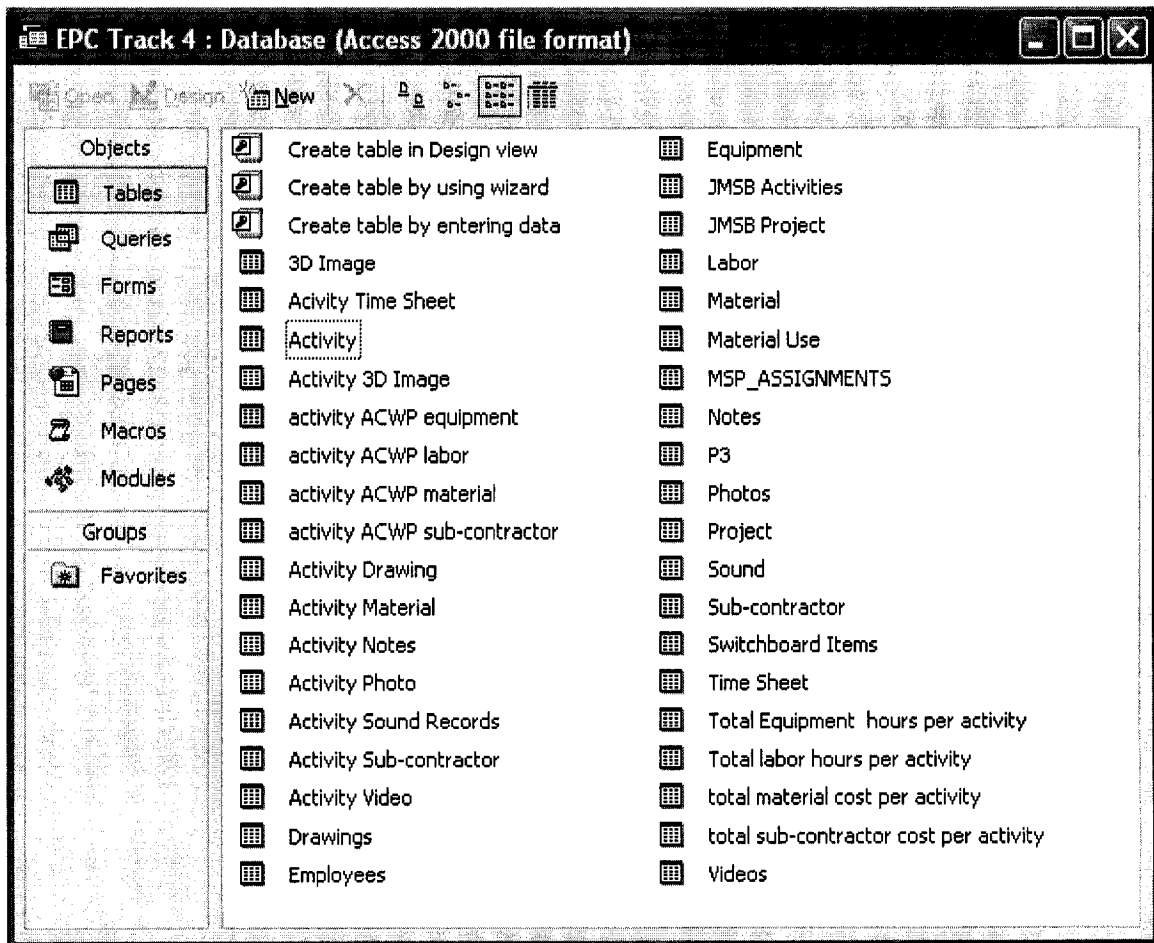 EPC Track 4 : Database (Access 2000 file format)
Open Design New
Objects
Tables
Queries
Forms
Reports
Pages
Macros
Modules
Groups
Favorites
Create table in Design view
Create table by using wizard
Create table by entering data
3D Image
Acivity Time Sheet
Activity
Activity 3D Image
activity ACWP equipment
activity ACWP labor
activity ACWP material
activity ACWP sub-contractor
Activity Drawing
Activity Material
Activity Notes
Activity Photo
Activity Sound Records
Activity Sub-contractor
Activity Video
Drawings
Employees
Equipment
JMSB Activities
JMSB Project
Labor
Material
Material Use
MSP_ASSIGNMENTS
Notes
P3
Photos
Project
Sound
Sub-contractor
Switchboard Items
Time Sheet
Total Equipment hours per activity
Total labor hours per activity
total material cost per activity
total sub-contractor cost per activity
Videos